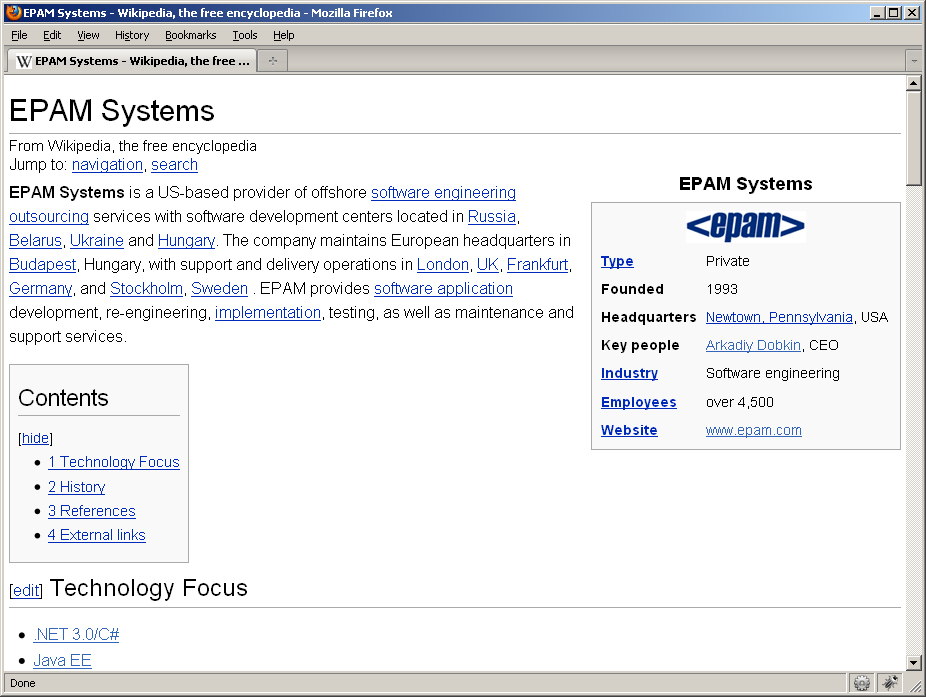 EPAM Systems - Wikipedia, the free encyclopedia - Mozilla Firefox
File Edit View History Bookmarks Tools Help
W EPAM Systems - Wikipedia, the free ...
EPAM Systems
From Wikipedia, the free encyclopedia
Jump to: navigation, search
EPAM Systems is a US-based provider of offshore software engineering
outsourcing services with software development centers located in Russia,
Belarus, Ukraine and Hungary. The company maintains European headquarters in
Budapest, Hungary, with support and delivery operations in London, UK, Frankfurt,
Germany, and Stockholm, Sweden . EPAM provides software application
development, re-engineering, implementation, testing, as well as maintenance and
support services.
EPAM Systems
<epam>
Type Private
Founded 1993
Headquarters Newtown, Pennsylvania, USA
Key people Arkadiy Dobkin, CEO
Industry Software engineering
Employees over 4,500
Website www.epam.com
Contents
[hide]
1 Technology Focus
2 History
3 References
4 External links
[edit] Technology Focus
.NET 3.0/C#
Java EE
Done